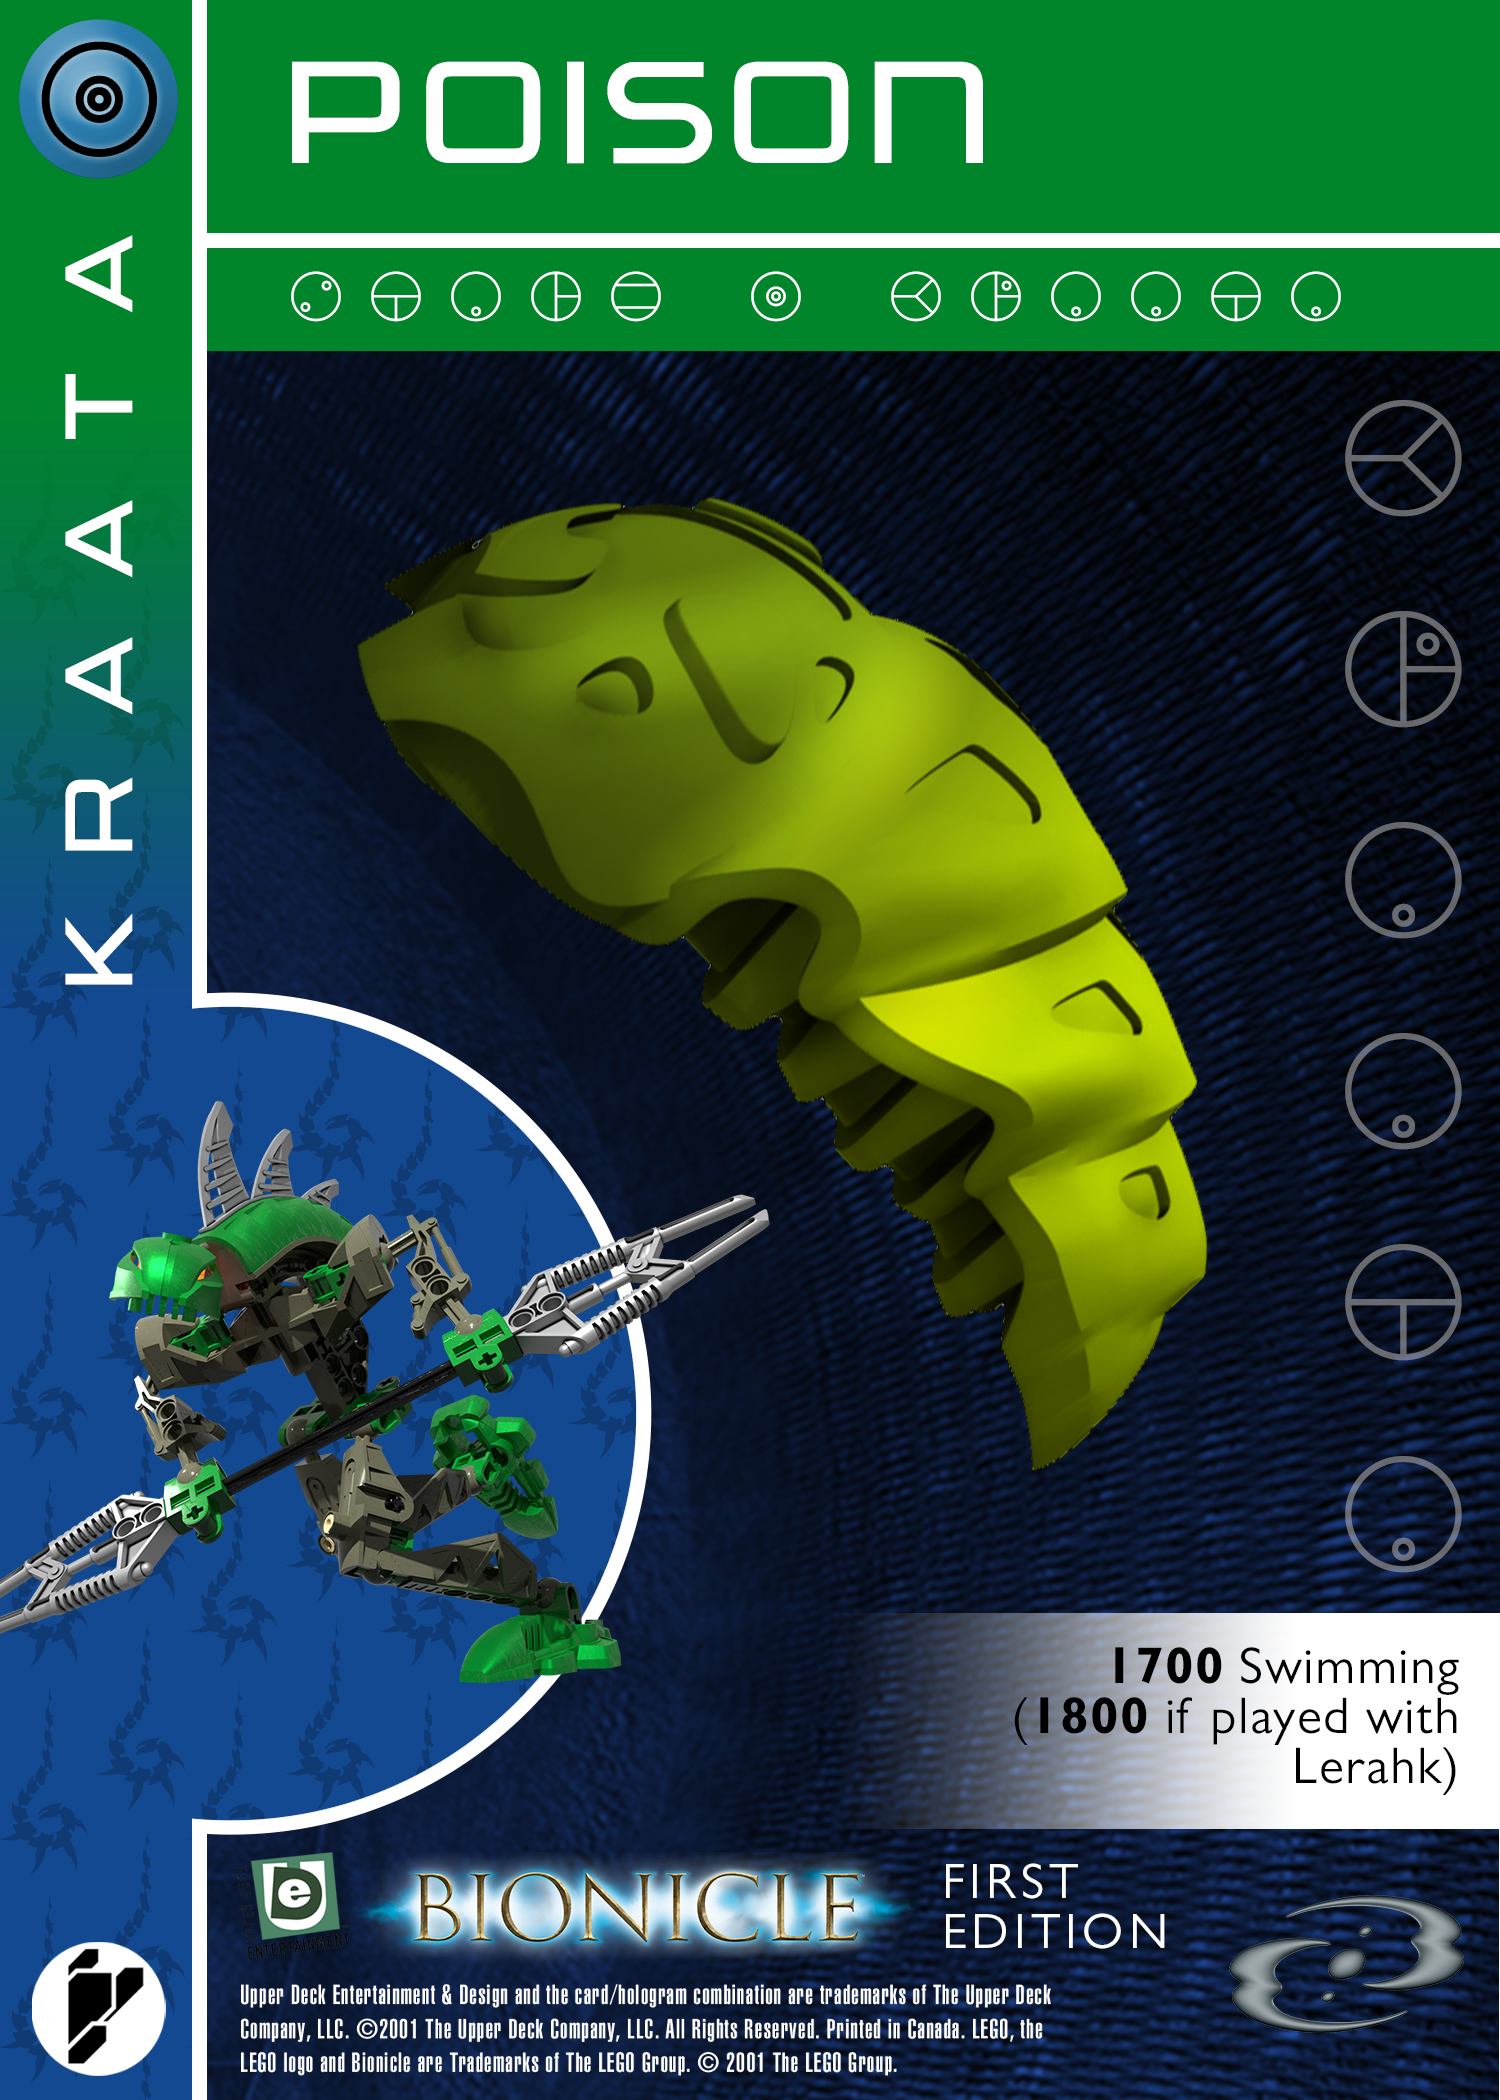 POISON
KRAATA
1700 Swimming
(1800 if played with
Lerahk)
e
ENTERTAINMENT
BIONICLE
FIRST
EDITION
Upper Deck Entertainment & Design and the card/hologram combination are trademarks of The Upper Deck
Company, LLC. ©2001 The Upper Deck Company, LLC. All Rights Reserved. Printed in Canada. LEGO, the
LEGO logo and Bionicle are Trademarks of The LEGO Group. © 2001 The LEGO Group.